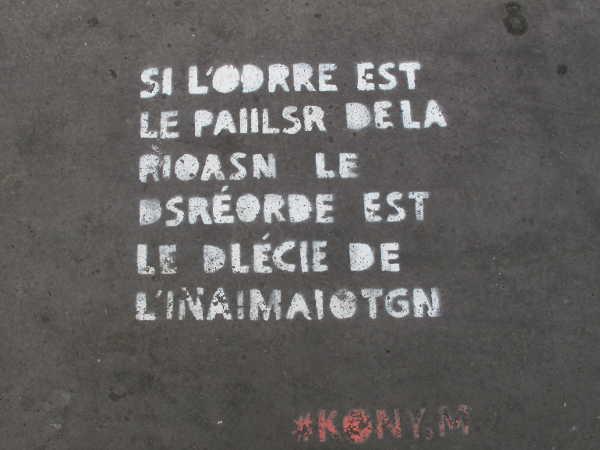 SI L'ODRRE EST
LE PAIILSR DE LA
RIOASN LE
DSRÉORDE EST
LE DLÉCIE DE
L'INAIMAIOTGN
#KONY.M